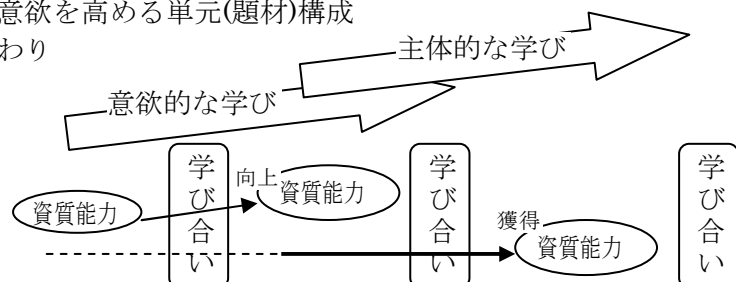 意欲を高める単元(題材)構成
わり
主体的な学び
意欲的な学び
学び合い
学び合い
学び合い
向上
資質能力
資質能力
獲得
資質能力